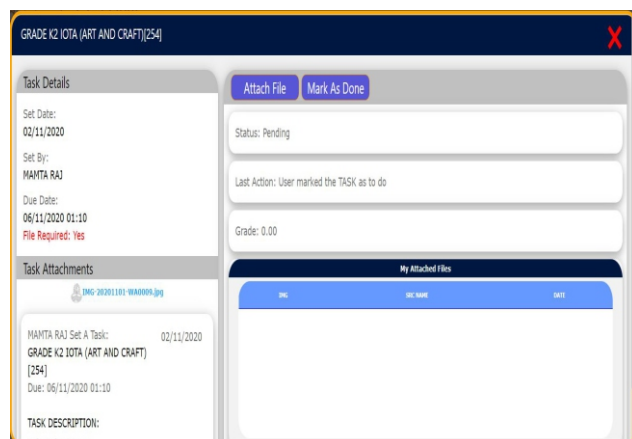 GRADE K2 IOTA (ART AND CRAFT)[254]
X
Task Details
Set Date:
02/11/2020
Set By:
MAMTA RAJ
Due Date:
06/11/2020 01:10
File Required: Yes
Task Attachments
IMG-20201101-WA0009.jpg
MAMTA RAJ Set A Task: 02/11/2020
GRADE K2 IOTA (ART AND CRAFT)
[254]
Due: 06/11/2020 01:10
TASK DESCRIPTION:
Attach File Mark As Done
Status: Pending
Last Action: User marked the TASK as to do
Grade: 0.00
My Attached Files
IMG SRC NAME DATE